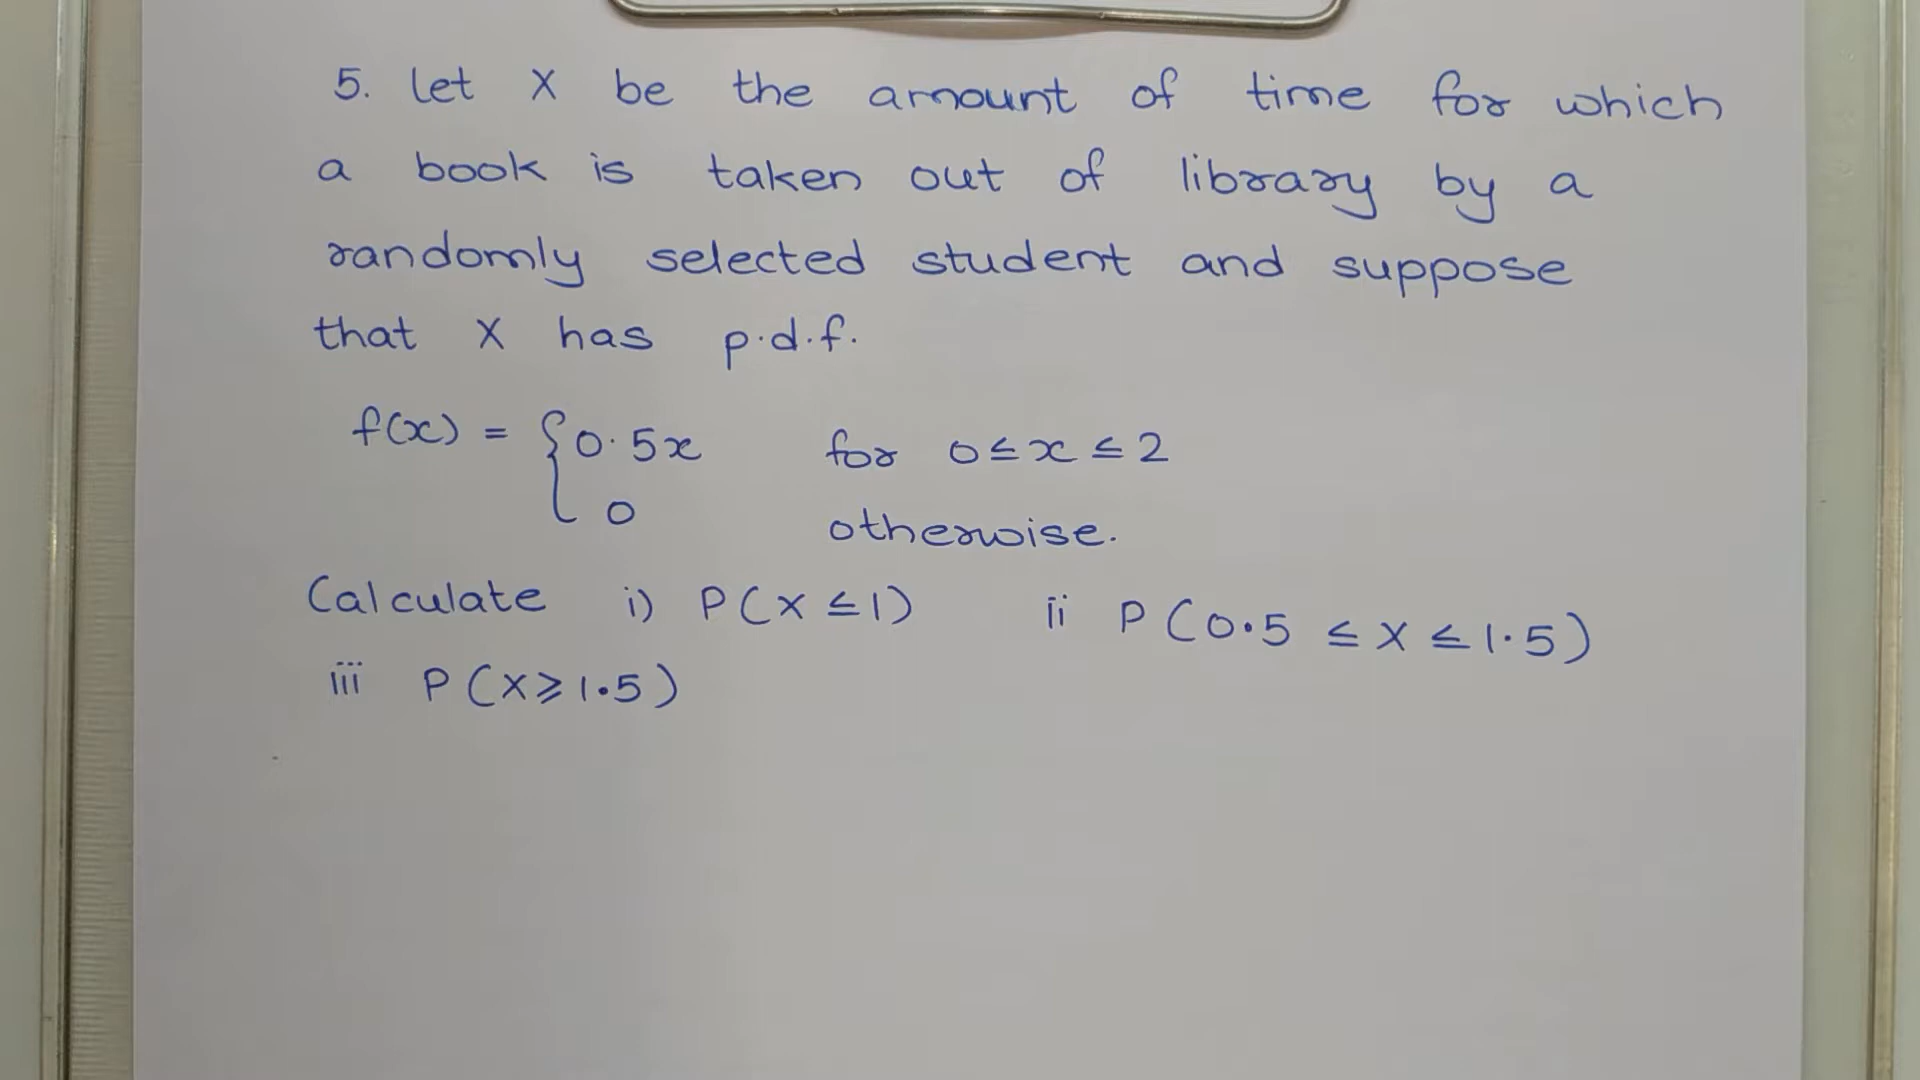 5. let X be the amount of time for which
a book is taken out of library by a
randomly selected student and suppose
that X has p.d.f.
f(x) = { 0.5x for 0 ≤ x ≤ 2
0 otherwise.
Calculate i) P(X ≤ 1) ii P(0.5 ≤ X ≤ 1.5)
iii P(X ≥ 1.5)